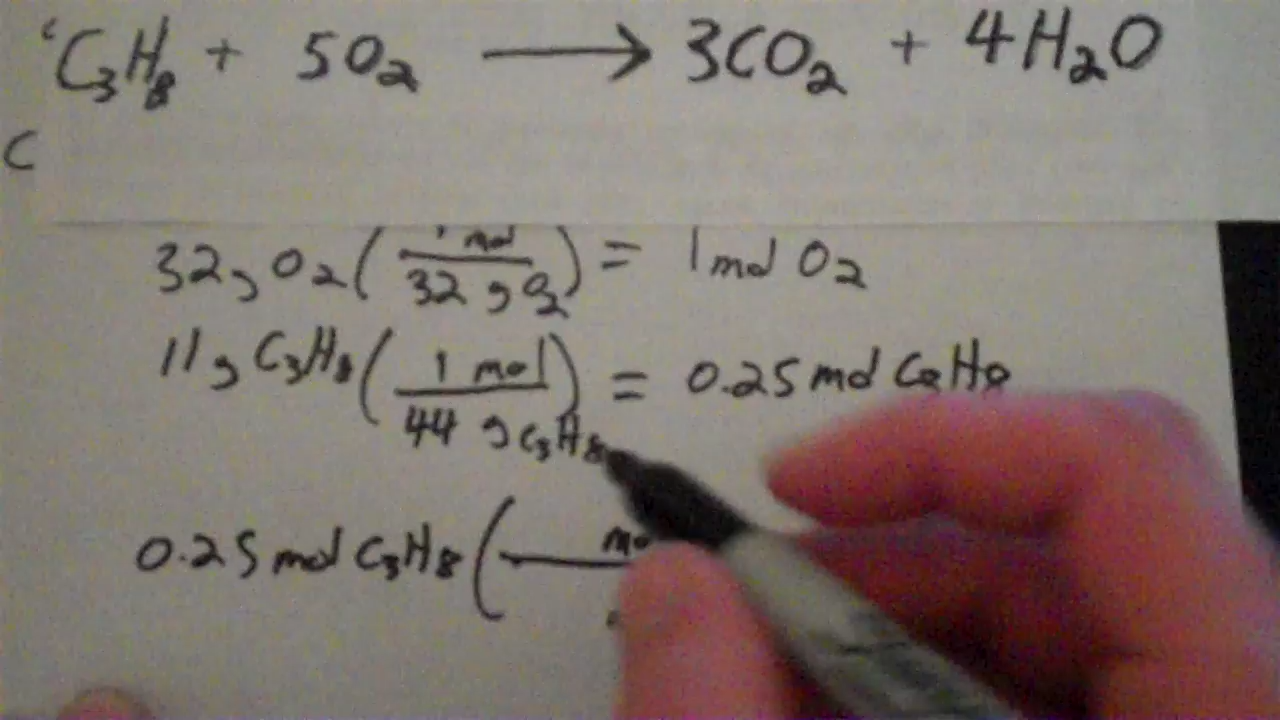 C₃H₈ + 5O₂ ⟶ 3CO₂ + 4H₂O
C
32g O₂ (1 mol / 32 g O₂) = 1 mol O₂
11g C₃H₈ (1 mol / 44 g C₃H₈) = 0.25 mol C₃H₈
0.25 mol C₃H₈ (